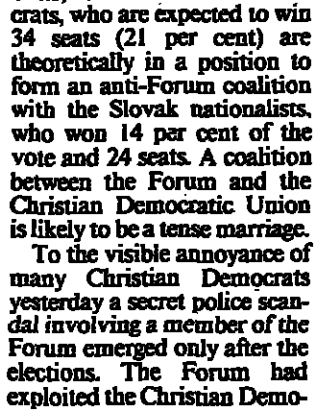 crats, who are expected to win
34 seats (21 per cent) are
theoretically in a position to
form an anti-Forum coalition
with the Slovak nationalists,
who won 14 per cent of the
vote and 24 seats. A coalition
between the Forum and the
Christian Democratic Union
is likely to be a tense marriage.
To the visible annoyance of
many Christian Democrats
yesterday a secret police scan-
dal involving a member of the
Forum emerged only after the
elections. The Forum had
exploited the Christian Demo-